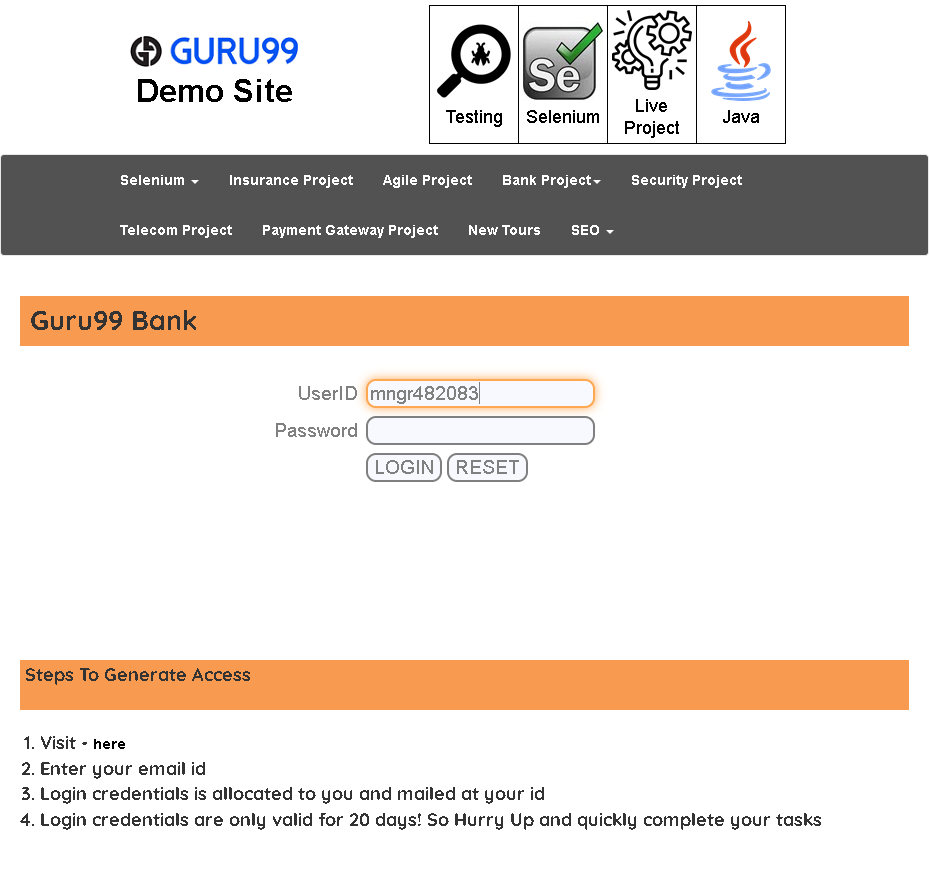 GURU99
Demo Site
Testing
Se
Selenium
Live
Project
Java
Selenium Insurance Project Agile Project Bank Project Security Project
Telecom Project Payment Gateway Project New Tours SEO
Guru99 Bank
UserID mngr482083
Password
LOGIN RESET
Steps To Generate Access
1. Visit - here
2. Enter your email id
3. Login credentials is allocated to you and mailed at your id
4. Login credentials are only valid for 20 days! So Hurry Up and quickly complete your tasks